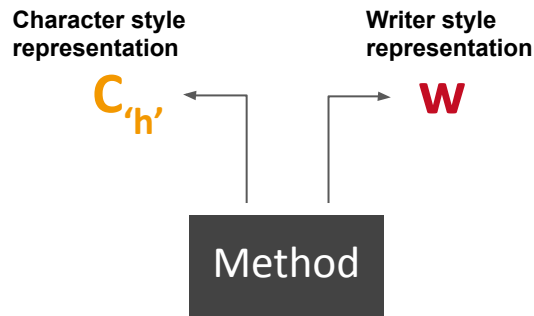 Character style
representation
C'h'
Writer style
representation
w
Method